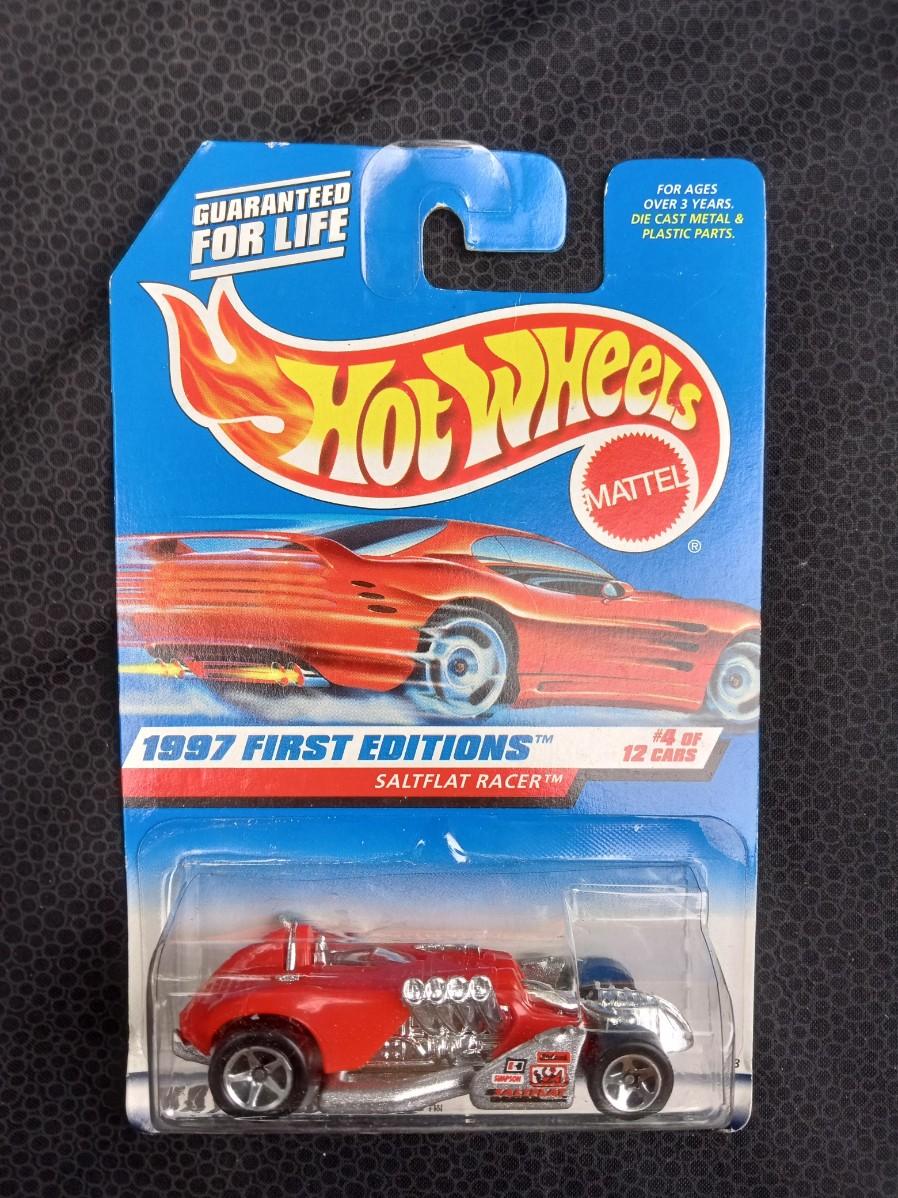 GUARANTEED
FOR LIFE
FOR AGES
OVER 3 YEARS.
DIE CAST METAL &
PLASTIC PARTS.
HOT WHEELS
MATTEL
®
1997 FIRST EDITIONS™
#4 OF
12 CARS
SALTFLAT RACER™
SIMPSON
SALTFLAT